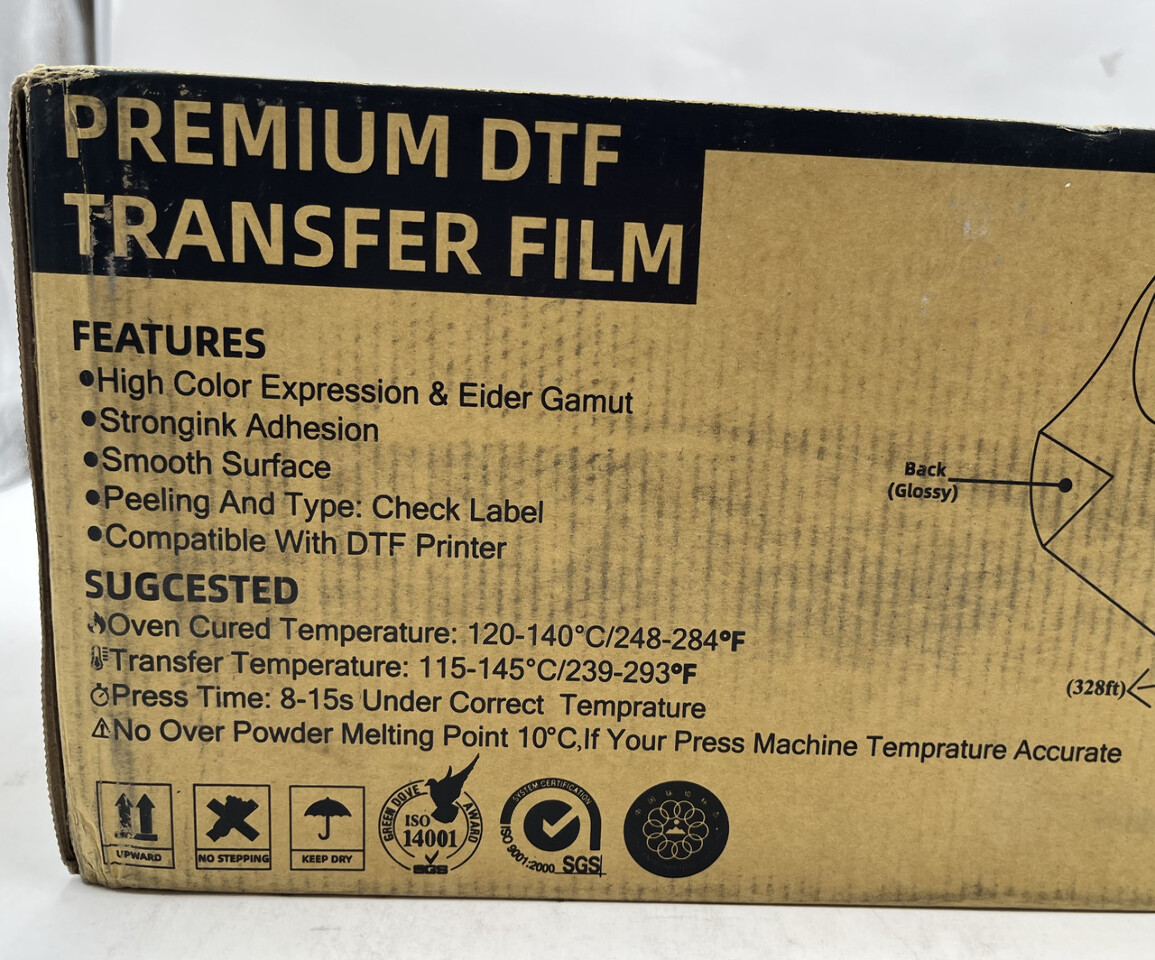 PREMIUM DTF
TRANSFER FILM
FEATURES
●High Color Expression & Eider Gamut
●Strongink Adhesion
●Smooth Surface
●Peeling And Type: Check Label
●Compatible With DTF Printer
SUGCESTED
Oven Cured Temperature: 120-140°C/248-284°F
Transfer Temperature: 115-145°C/239-293°F
Press Time: 8-15s Under Correct Temprature
No Over Powder Melting Point 10°C,If Your Press Machine Temprature Accurate
Back
(Glossy)
(328ft)
UPWARD
NO STEPPING
KEEP DRY
GREEN DOVE AWARD
ISO
14001
SGS
SYSTEM CERTIFICATION
ISO 9001:2000 SGS